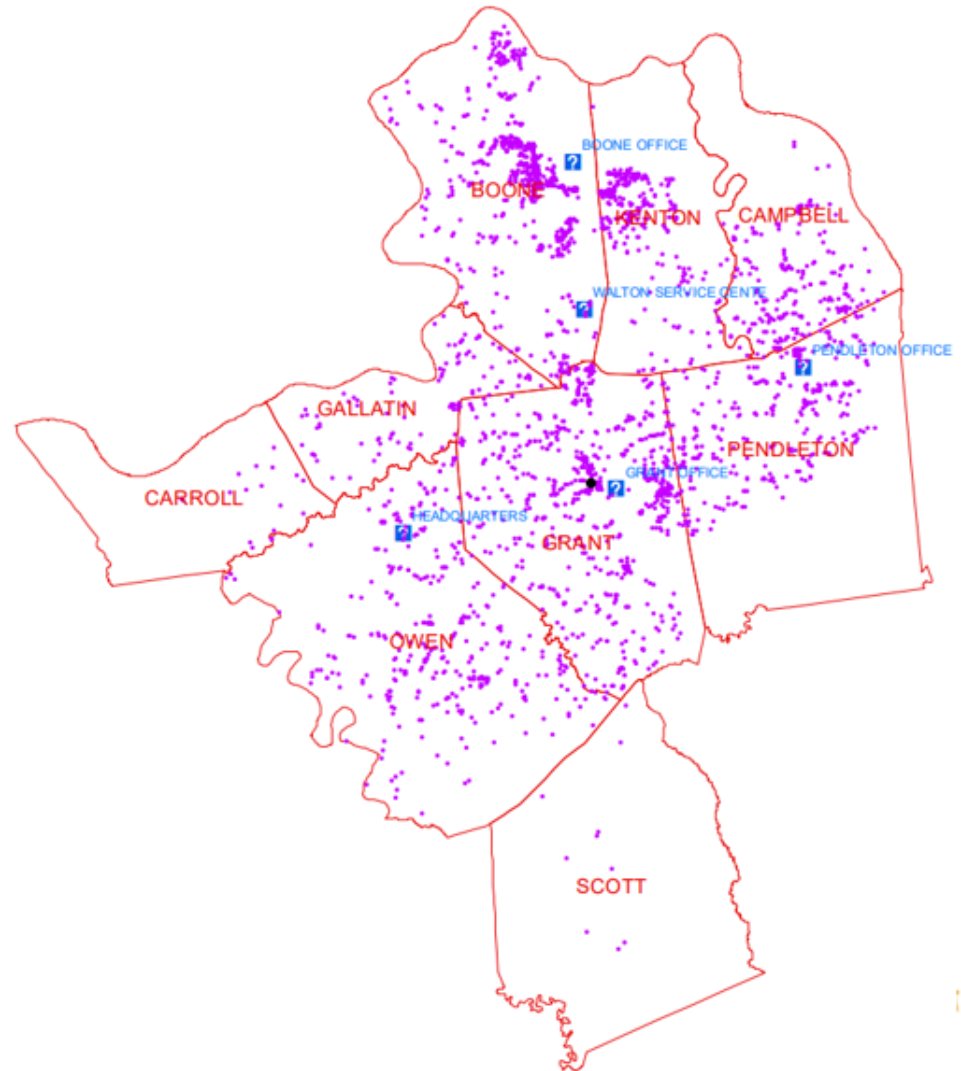 BOONE OFFICE
BOONE
KENTON
CAMPBELL
WALTON SERVICE CENTE
PENDLETON OFFICE
GALLATIN
PENDLETON
GRANT OFFICE
CARROLL
HEADQUARTERS
GRANT
OWEN
SCOTT